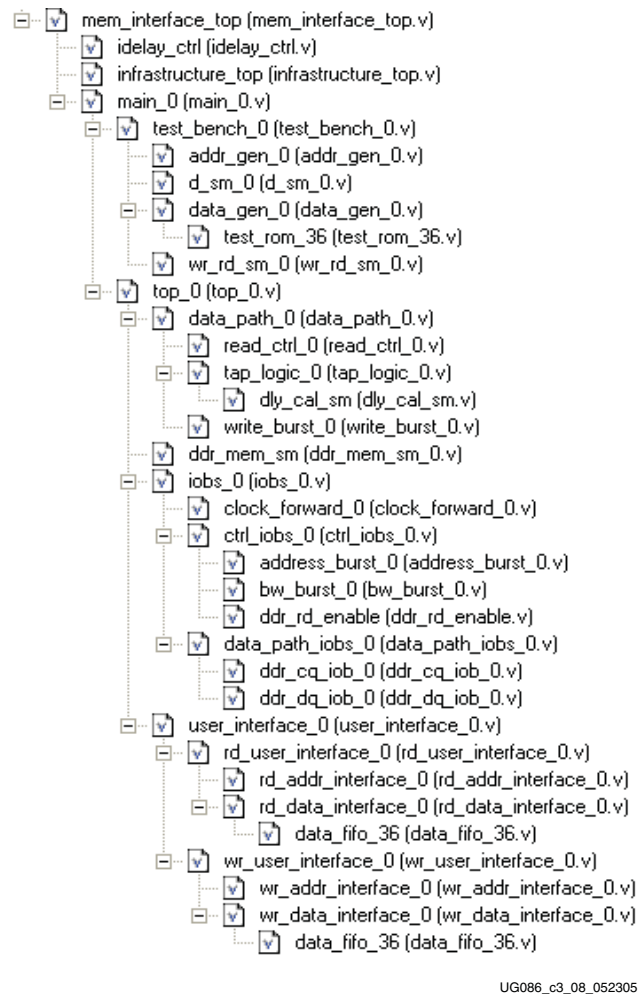 mem_interface_top (mem_interface_top.v)
idelay_ctrl (idelay_ctrl.v)
infrastructure_top (infrastructure_top.v)
main_0 (main_0.v)
test_bench_0 (test_bench_0.v)
addr_gen_0 (addr_gen_0.v)
d_sm_0 (d_sm_0.v)
data_gen_0 (data_gen_0.v)
test_rom_36 (test_rom_36.v)
wr_rd_sm_0 (wr_rd_sm_0.v)
top_0 (top_0.v)
data_path_0 (data_path_0.v)
read_ctrl_0 (read_ctrl_0.v)
tap_logic_0 (tap_logic_0.v)
dly_cal_sm (dly_cal_sm.v)
write_burst_0 (write_burst_0.v)
ddr_mem_sm (ddr_mem_sm_0.v)
iobs_0 (iobs_0.v)
clock_forward_0 (clock_forward_0.v)
ctrl_iobs_0 (ctrl_iobs_0.v)
address_burst_0 (address_burst_0.v)
bw_burst_0 (bw_burst_0.v)
ddr_rd_enable (ddr_rd_enable.v)
data_path_iobs_0 (data_path_iobs_0.v)
ddr_cq_iob_0 (ddr_cq_iob_0.v)
ddr_dq_iob_0 (ddr_dq_iob_0.v)
user_interface_0 (user_interface_0.v)
rd_user_interface_0 (rd_user_interface_0.v)
rd_addr_interface_0 (rd_addr_interface_0.v)
rd_data_interface_0 (rd_data_interface_0.v)
data_fifo_36 (data_fifo_36.v)
wr_user_interface_0 (wr_user_interface_0.v)
wr_addr_interface_0 (wr_addr_interface_0.v)
wr_data_interface_0 (wr_data_interface_0.v)
data_fifo_36 (data_fifo_36.v)
UG086_c3_08_052305